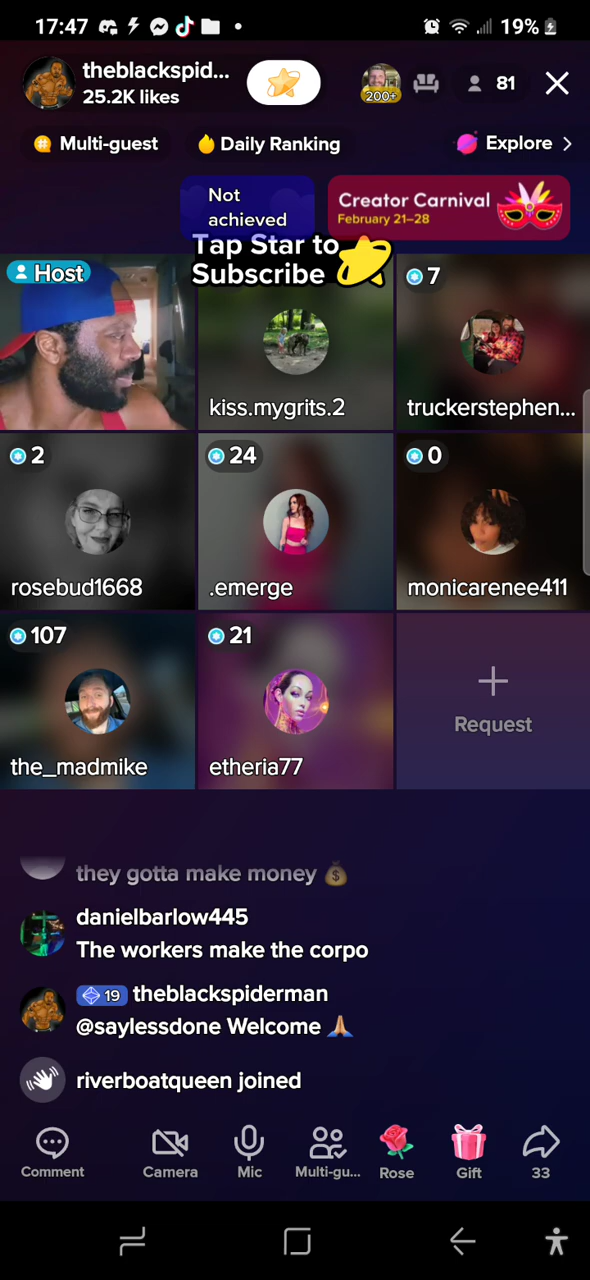 17:47
19%
theblackspid...
25.2K likes
200+
81
Multi-guest
Daily Ranking
Explore >
Not
achieved
Creator Carnival
February 21–28
Tap Star to
Subscribe
Host
kiss.mygrits.2
7
truckerstephen...
2
rosebud1668
24
.emerge
0
monicarenee411
107
the_madmike
21
etheria77
Request
they gotta make money 💰
danielbarlow445
The workers make the corpo
19 theblackspiderman
@saylessdone Welcome 🙏
riverboatqueen joined
Comment
Camera
Mic
Multi-gu...
Rose
Gift
33